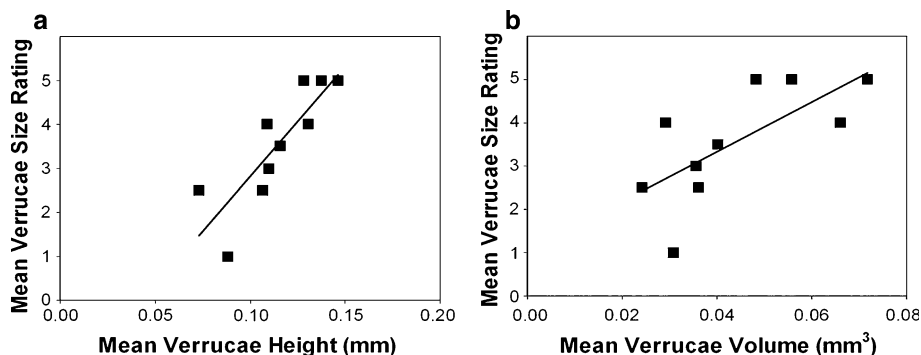 a
Mean Verrucae Size Rating
5
4
3
2
1
0
0.00 0.05 0.10 0.15 0.20
Mean Verrucae Height (mm)
b
Mean Verrucae Size Rating
5
4
3
2
1
0
0.00 0.02 0.04 0.06 0.08
Mean Verrucae Volume (mm³)